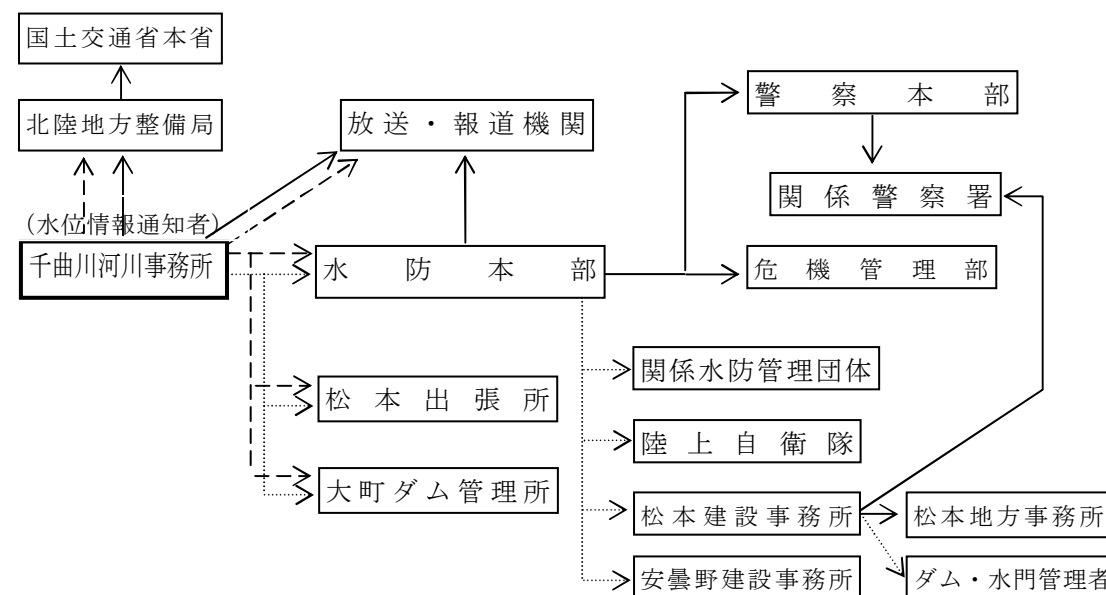 国土交通省本省
北陸地方整備局
(水位情報通知者)
千曲川河川事務所
放送・報道機関
水防本部
松本出張所
大町ダム管理所
警察本部
関係警察署
危機管理部
関係水防管理団体
陸上自衛隊
松本建設事務所
松本地方事務所
安曇野建設事務所
ダム・水門管理者